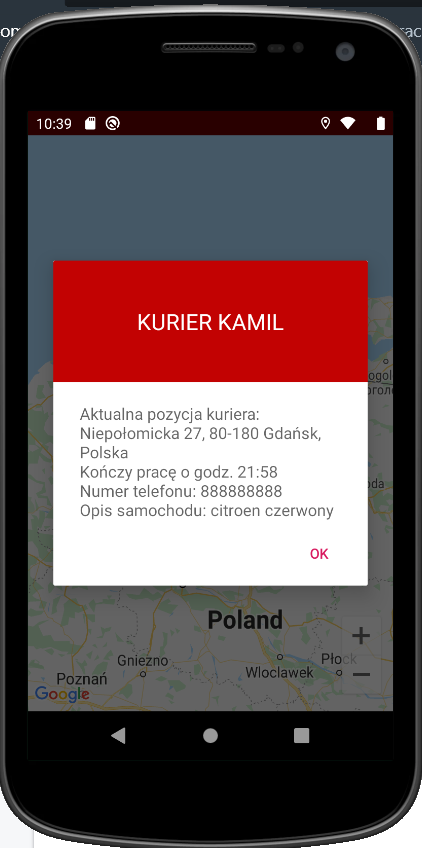 10:39
KURIER KAMIL
Aktualna pozycja kuriera:
Niepołomicka 27, 80-180 Gdańsk,
Polska
Kończy pracę o godz. 21:58
Numer telefonu: 888888888
Opis samochodu: citroen czerwony
OK
Poland
Gniezno
Płock
Wloclawek
Poznań
Google